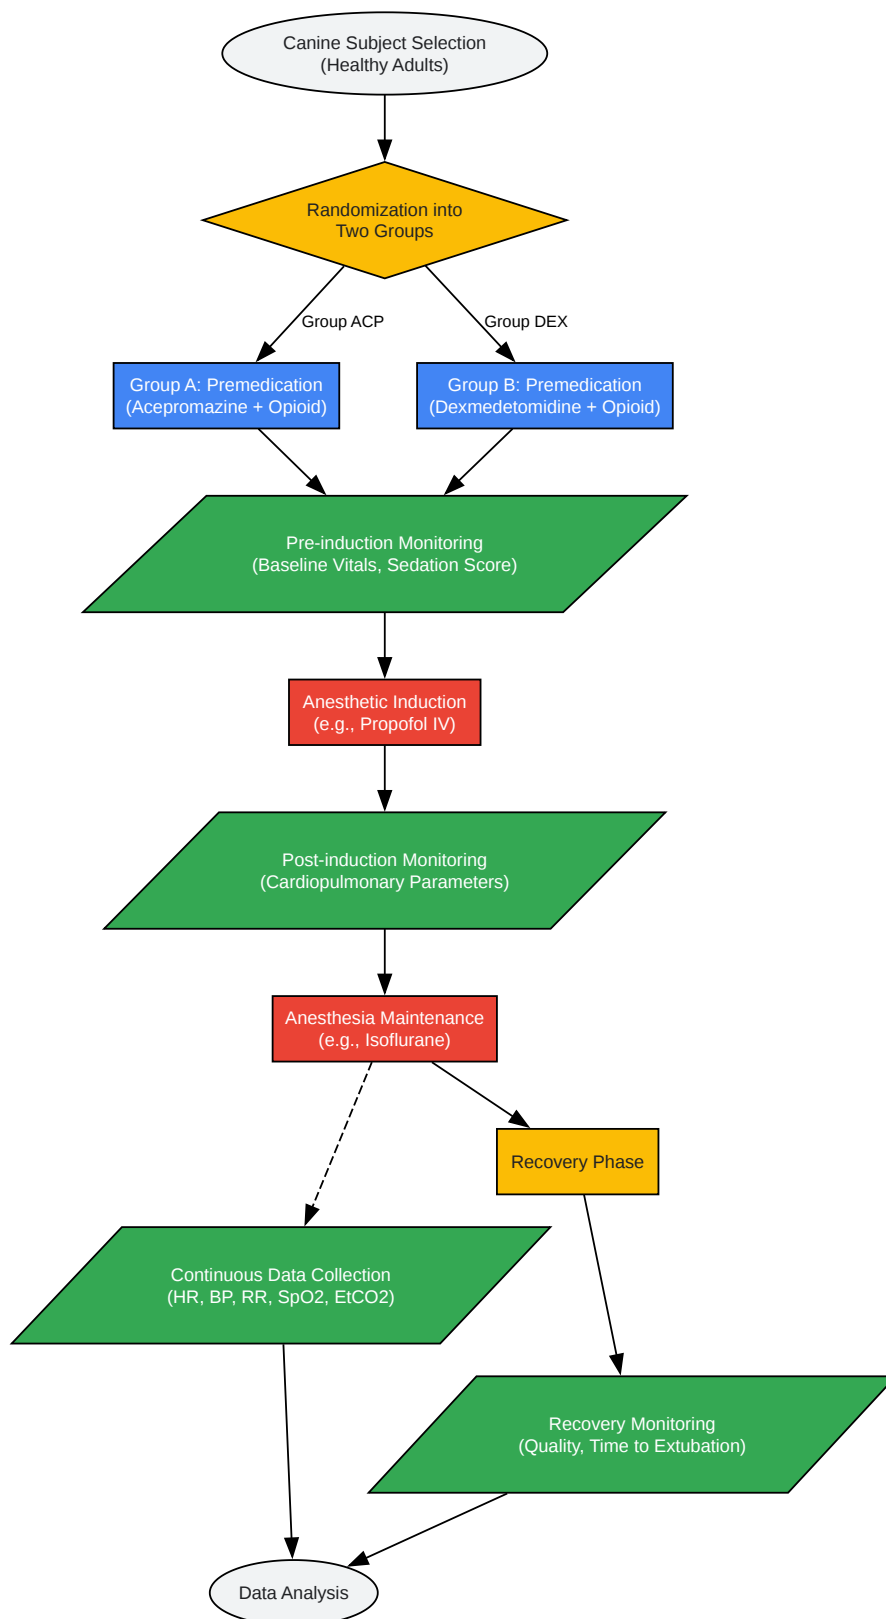 Canine Subject Selection
(Healthy Adults)
Randomization into
Two Groups
Group ACP
Group DEX
Group A: Premedication
(Acepromazine + Opioid)
Group B: Premedication
(Dexmedetomidine + Opioid)
Pre-induction Monitoring
(Baseline Vitals, Sedation Score)
Anesthetic Induction
(e.g., Propofol IV)
Post-induction Monitoring
(Cardiopulmonary Parameters)
Anesthesia Maintenance
(e.g., Isoflurane)
Recovery Phase
Continuous Data Collection
(HR, BP, RR, SpO2, EtCO2)
Recovery Monitoring
(Quality, Time to Extubation)
Data Analysis